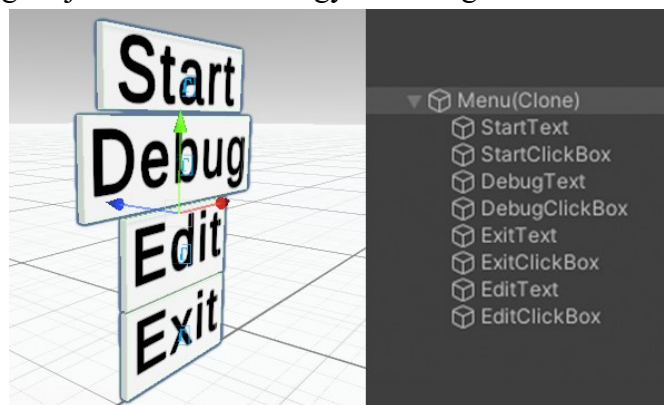 Start
Debug
Edit
Exit
Menu(Clone)
StartText
StartClickBox
DebugText
DebugClickBox
ExitText
ExitClickBox
EditText
EditClickBox